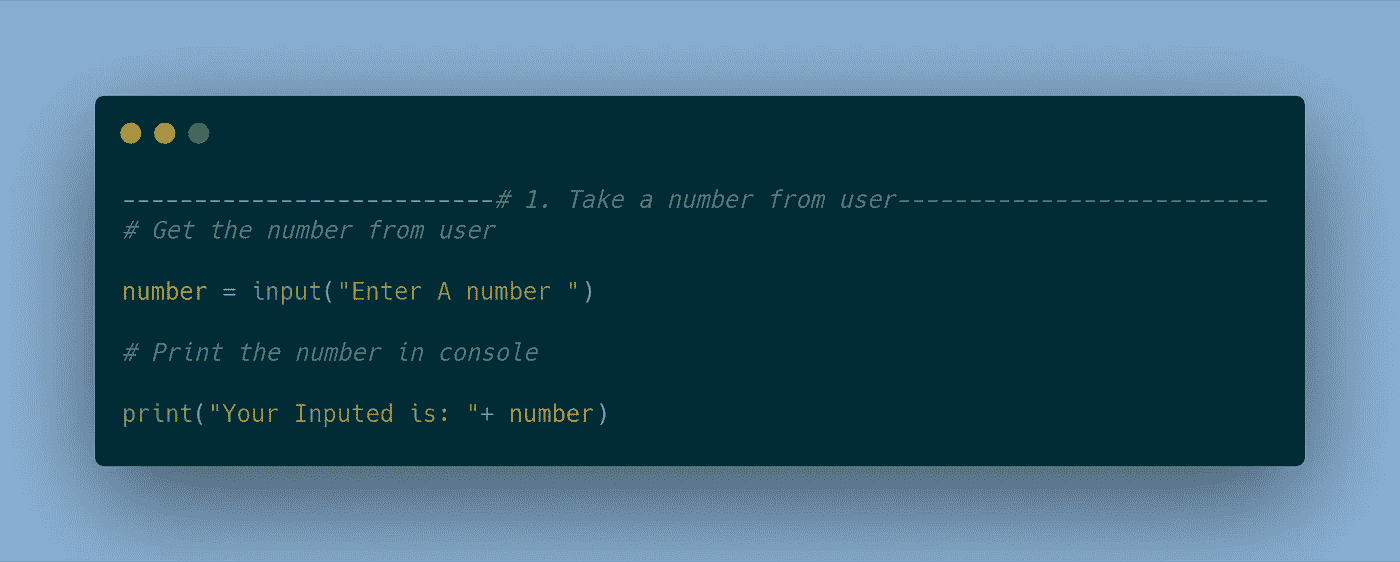 --------------------------# 1. Take a number from user--------------------------
# Get the number from user
number = input("Enter A number ")
# Print the number in console
print("Your Inputed is: "+ number)